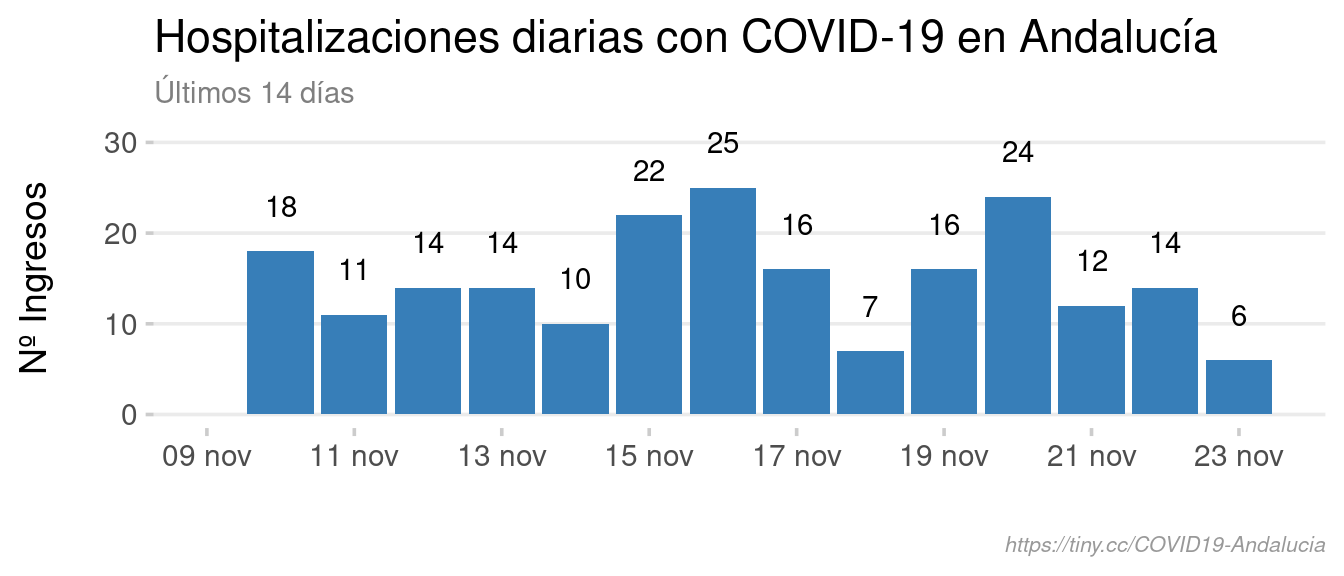 Hospitalizaciones diarias con COVID-19 en Andalucía
Últimos 14 días
Nº Ingresos
30
20
10
0
18
11
14
14
10
22
25
16
7
16
24
12
14
6
09 nov
11 nov
13 nov
15 nov
17 nov
19 nov
21 nov
23 nov
https://tiny.cc/COVID19-Andalucia